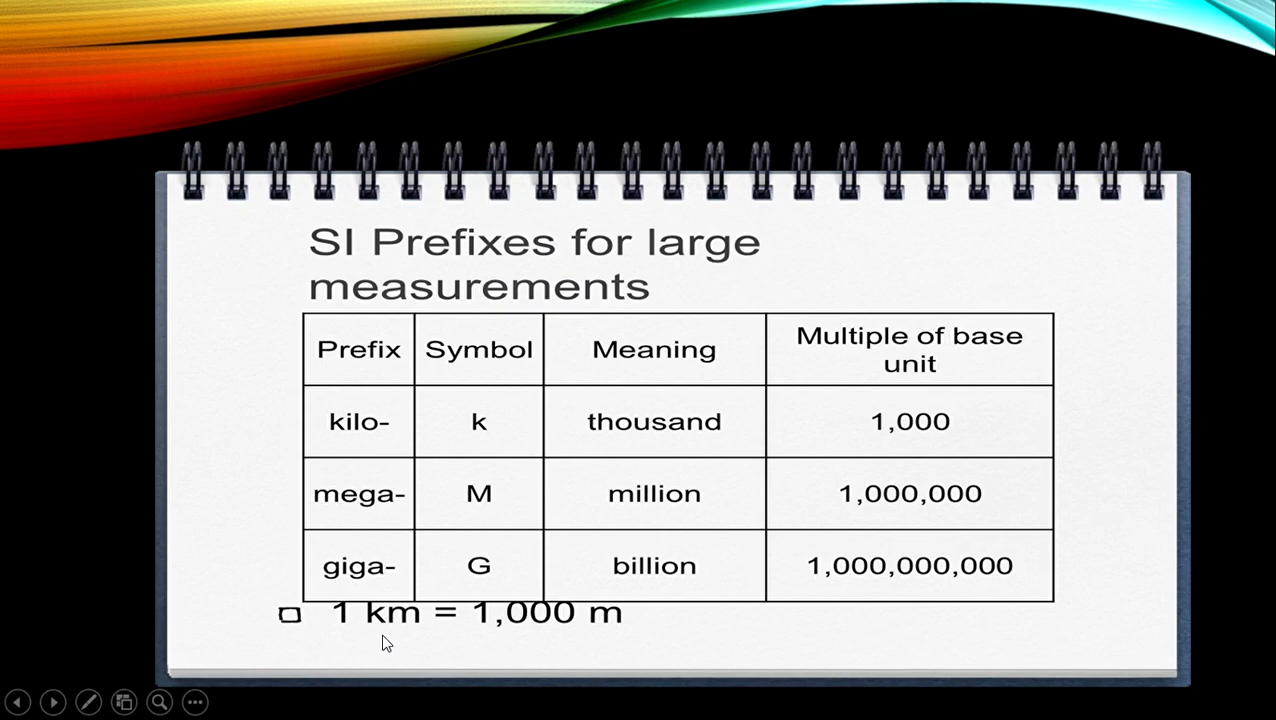 SI Prefixes for large
measurements
Prefix Symbol Meaning Multiple of base unit
kilo- k thousand 1,000
mega- M million 1,000,000
giga- G billion 1,000,000,000
1 km = 1,000 m